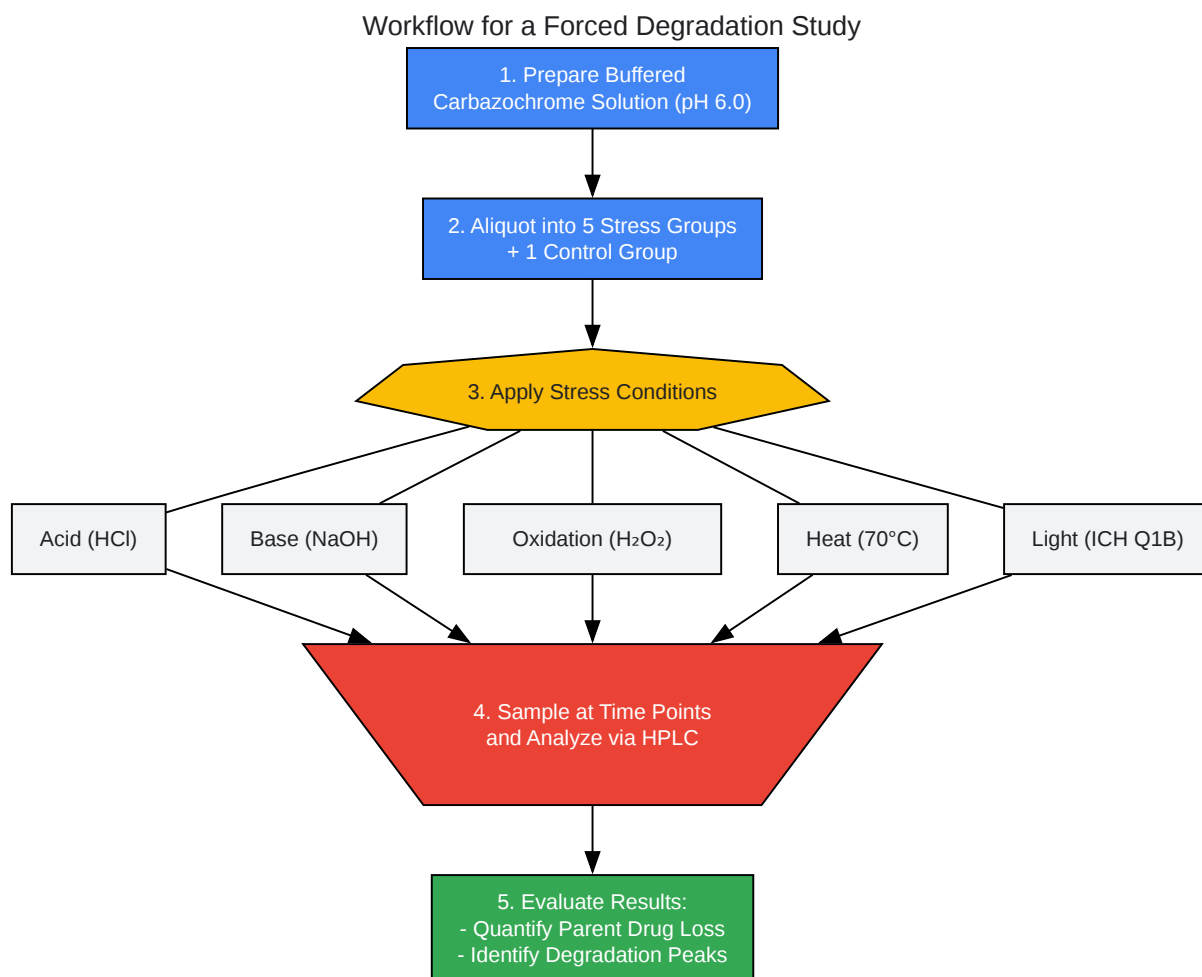 Workflow for a Forced Degradation Study
1. Prepare Buffered
Carbazochrome Solution (pH 6.0)
2. Aliquot into 5 Stress Groups
+ 1 Control Group
3. Apply Stress Conditions
Acid (HCl)
Base (NaOH)
Oxidation (H₂O₂)
Heat (70°C)
Light (ICH Q1B)
4. Sample at Time Points
and Analyze via HPLC
5. Evaluate Results:
- Quantify Parent Drug Loss
- Identify Degradation Peaks